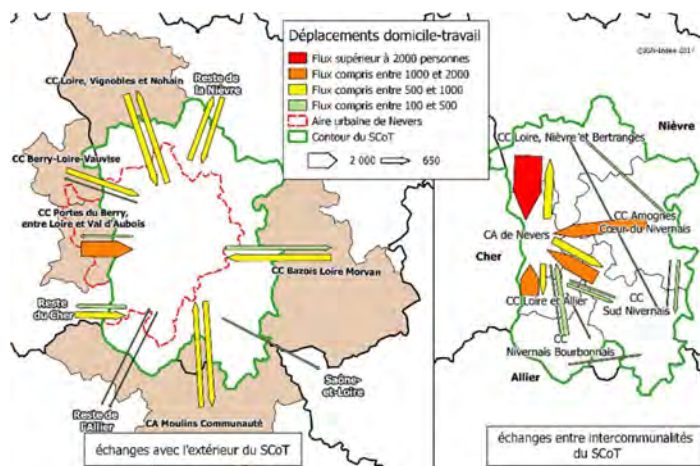 Déplacements domicile-travail
Flux supérieur à 2000 personnes
Flux compris entre 1000 et 2000
Flux compris entre 500 et 1000
Flux compris entre 100 et 500
Aire urbaine de Nevers
Contour du SCoT
2 000
650
CC Loire, Vignobles et Nohain
Reste de
la Nièvre
CC Berry-Loire-Vauvise
CC Portes du Berry,
entre Loire et Val d'Aubois
CC Bazois Loire Morvan
Reste
du Cher
Saône-
et-Loire
Reste de
l'Allier
CA Moulins Communauté
échanges avec l'extérieur du SCoT
Nièvre
CC Loire, Nièvre et Bertranges
CC Amognes
Cœur du Nivernais
CA de Nevers
Cher
CC Loire et Allier
CC
Sud Nivernais
CC
Nivernais Bourbonnais
Allier
échanges entre intercommunalités
du SCoT